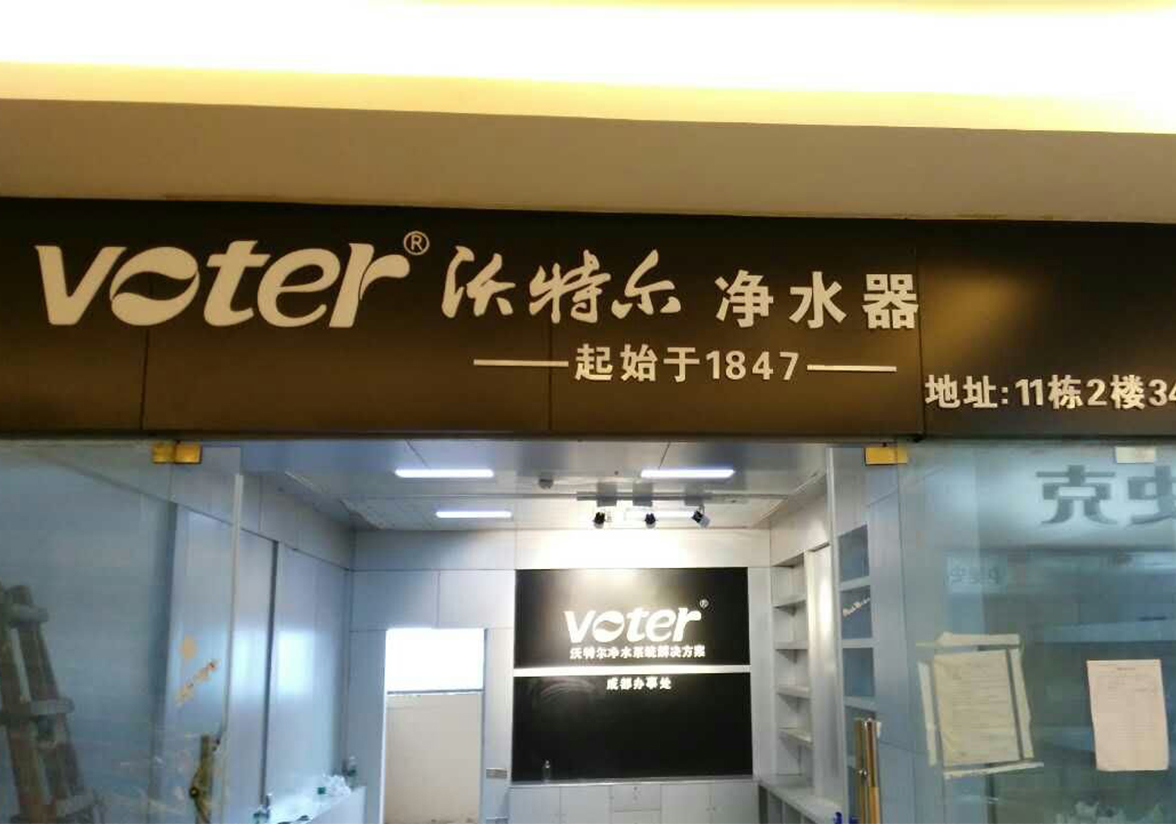 voter® 沃特尔 净水器
起始于1847
地址:11栋2楼34
voter®
沃特尔净水系统解决方案
成都办事处